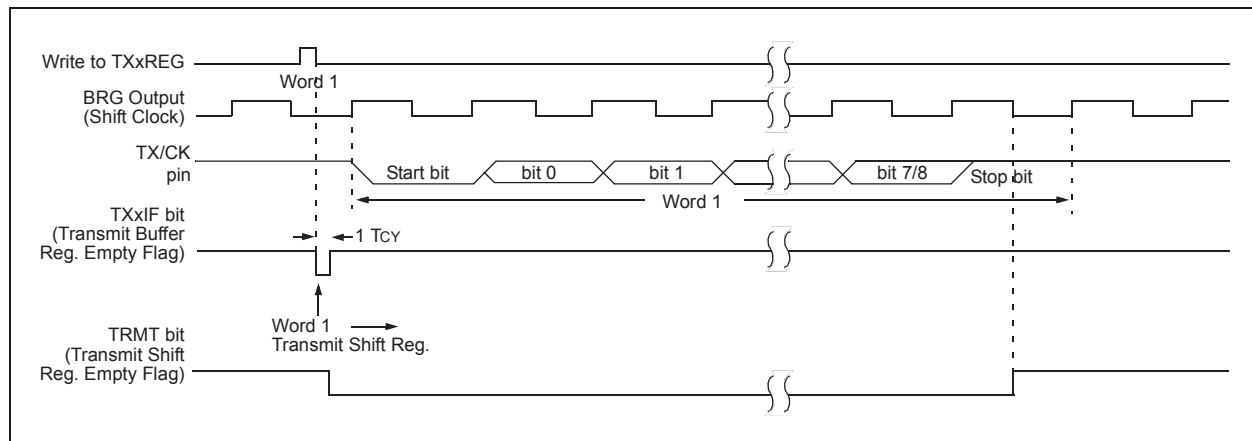 Write to TXxREG
Word 1
BRG Output
(Shift Clock)
TX/CK
pin
Start bit
bit 0
bit 1
bit 7/8
Stop bit
Word 1
TXxIF bit
(Transmit Buffer
Reg. Empty Flag)
1 TCY
Word 1
Transmit Shift Reg.
TRMT bit
(Transmit Shift
Reg. Empty Flag)